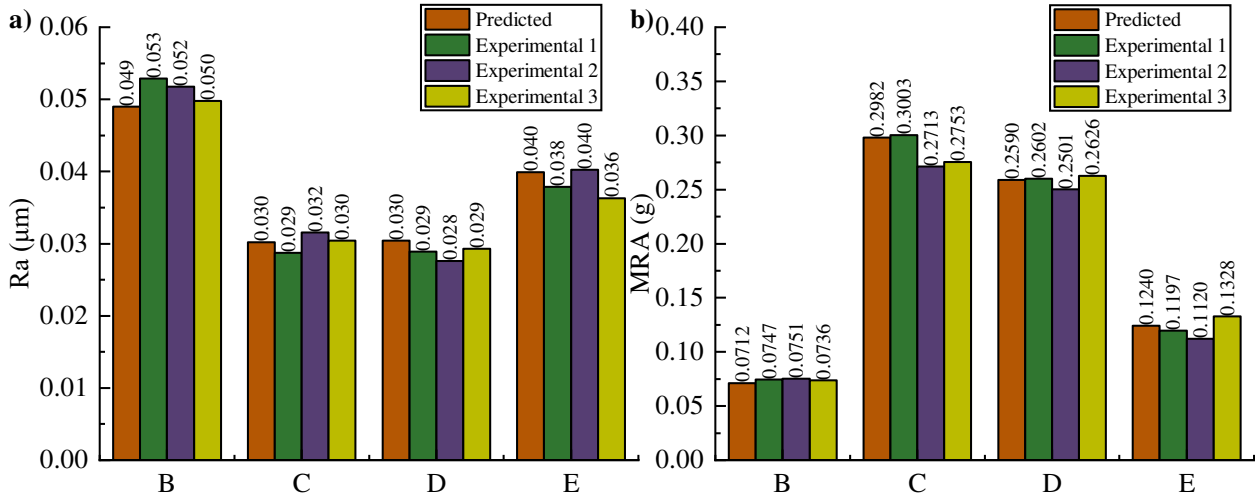 a)
Ra (μm)
0.06
0.05
0.04
0.03
0.02
0.01
0.00
Predicted
Experimental 1
Experimental 2
Experimental 3
0.049
0.053
0.052
0.050
0.030
0.029
0.032
0.030
0.030
0.029
0.028
0.029
0.040
0.038
0.040
0.036
B
C
D
E
b)
MRA (g)
0.40
0.35
0.30
0.25
0.20
0.15
0.10
0.05
0.00
Predicted
Experimental 1
Experimental 2
Experimental 3
0.0712
0.0747
0.0751
0.0736
0.2982
0.3003
0.2713
0.2753
0.2590
0.2602
0.2501
0.2626
0.1240
0.1197
0.1120
0.1328
B
C
D
E